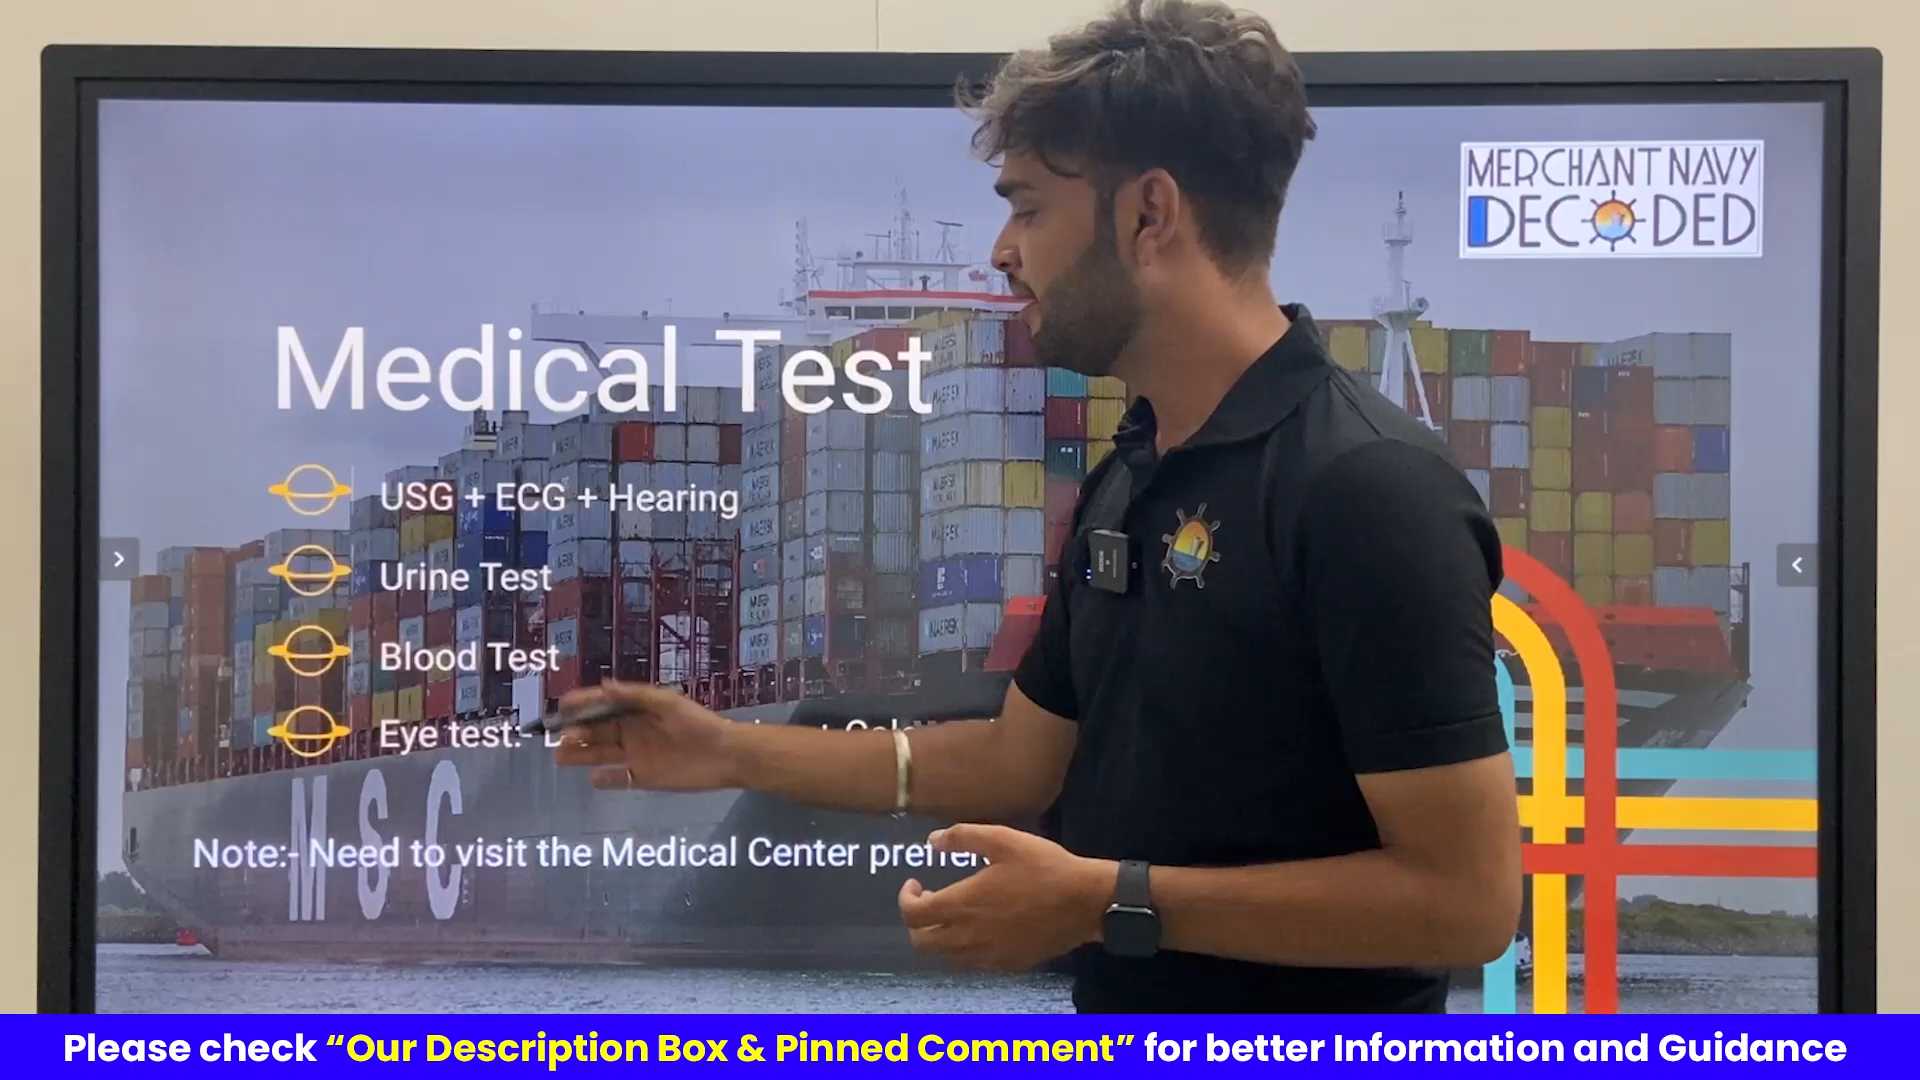 MERCHANT NAVY
DECODED
Medical Test
USG + ECG + Hearing
Urine Test
Blood Test
Eye test:-
Note:- Need to visit the Medical Center
M S C
MAERSK
Please check “Our Description Box & Pinned Comment” for better Information and Guidance